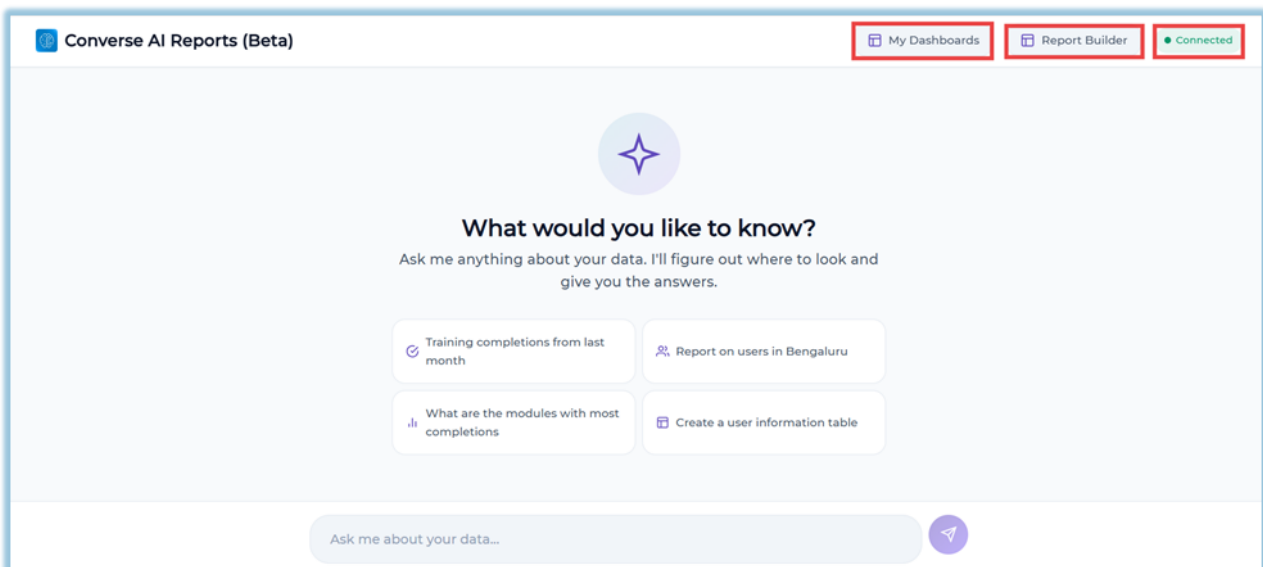 Converse AI Reports (Beta)
My Dashboards
Report Builder
Connected
What would you like to know?
Ask me anything about your data. I'll figure out where to look and
give you the answers.
Training completions from last
month
Report on users in Bengaluru
What are the modules with most
completions
Create a user information table
Ask me about your data...